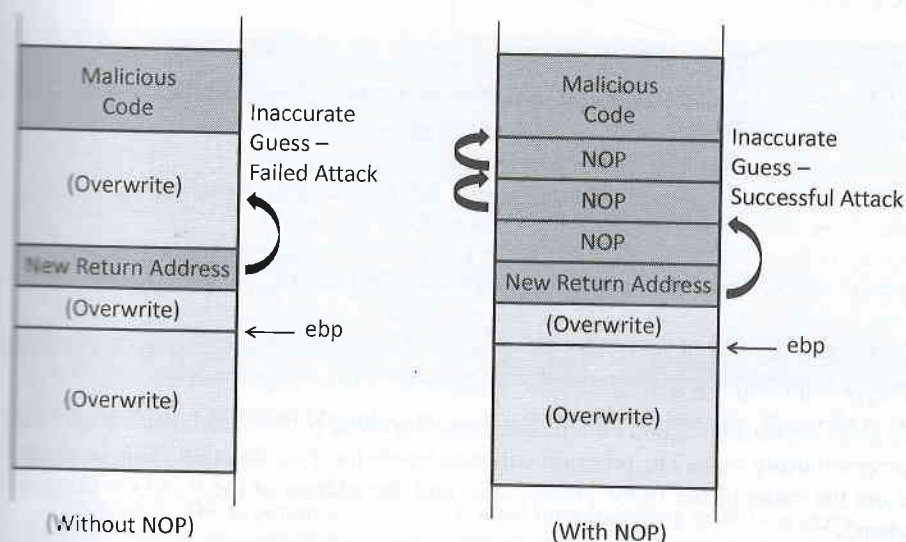 Malicious
Code
Inaccurate
Guess –
Failed Attack
(Overwrite)
New Return Address
(Overwrite)
ebp
(Overwrite)
(Without NOP)
Malicious
Code
Inaccurate
Guess –
Successful Attack
NOP
NOP
NOP
New Return Address
(Overwrite)
ebp
(Overwrite)
(With NOP)